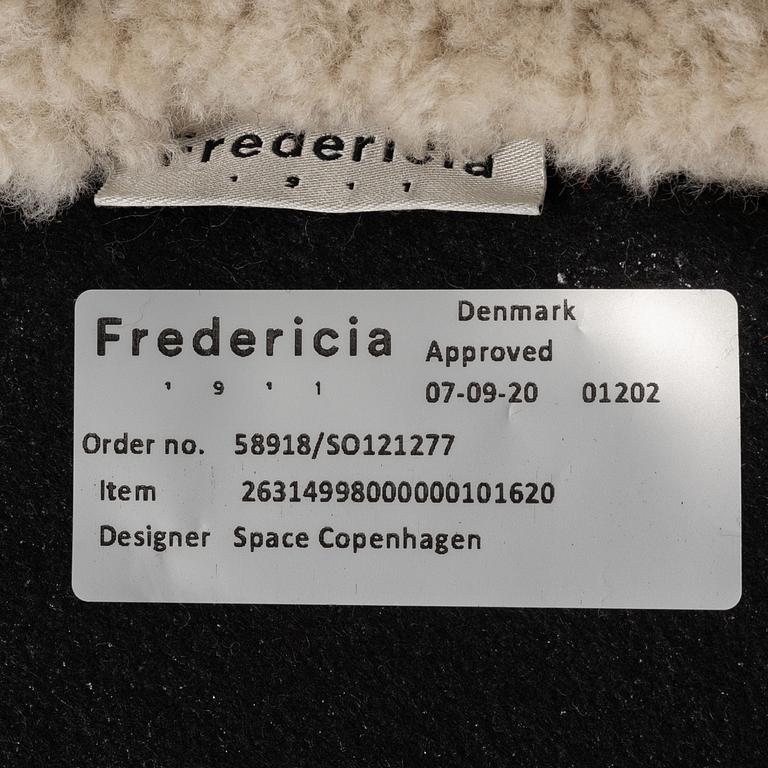 Fredericia
1 9 1 1
Fredericia
1 9 1 1
Denmark
Approved
07-09-20 01202
Order no. 58918/SO121277
Item 26314998000000101620
Designer Space Copenhagen